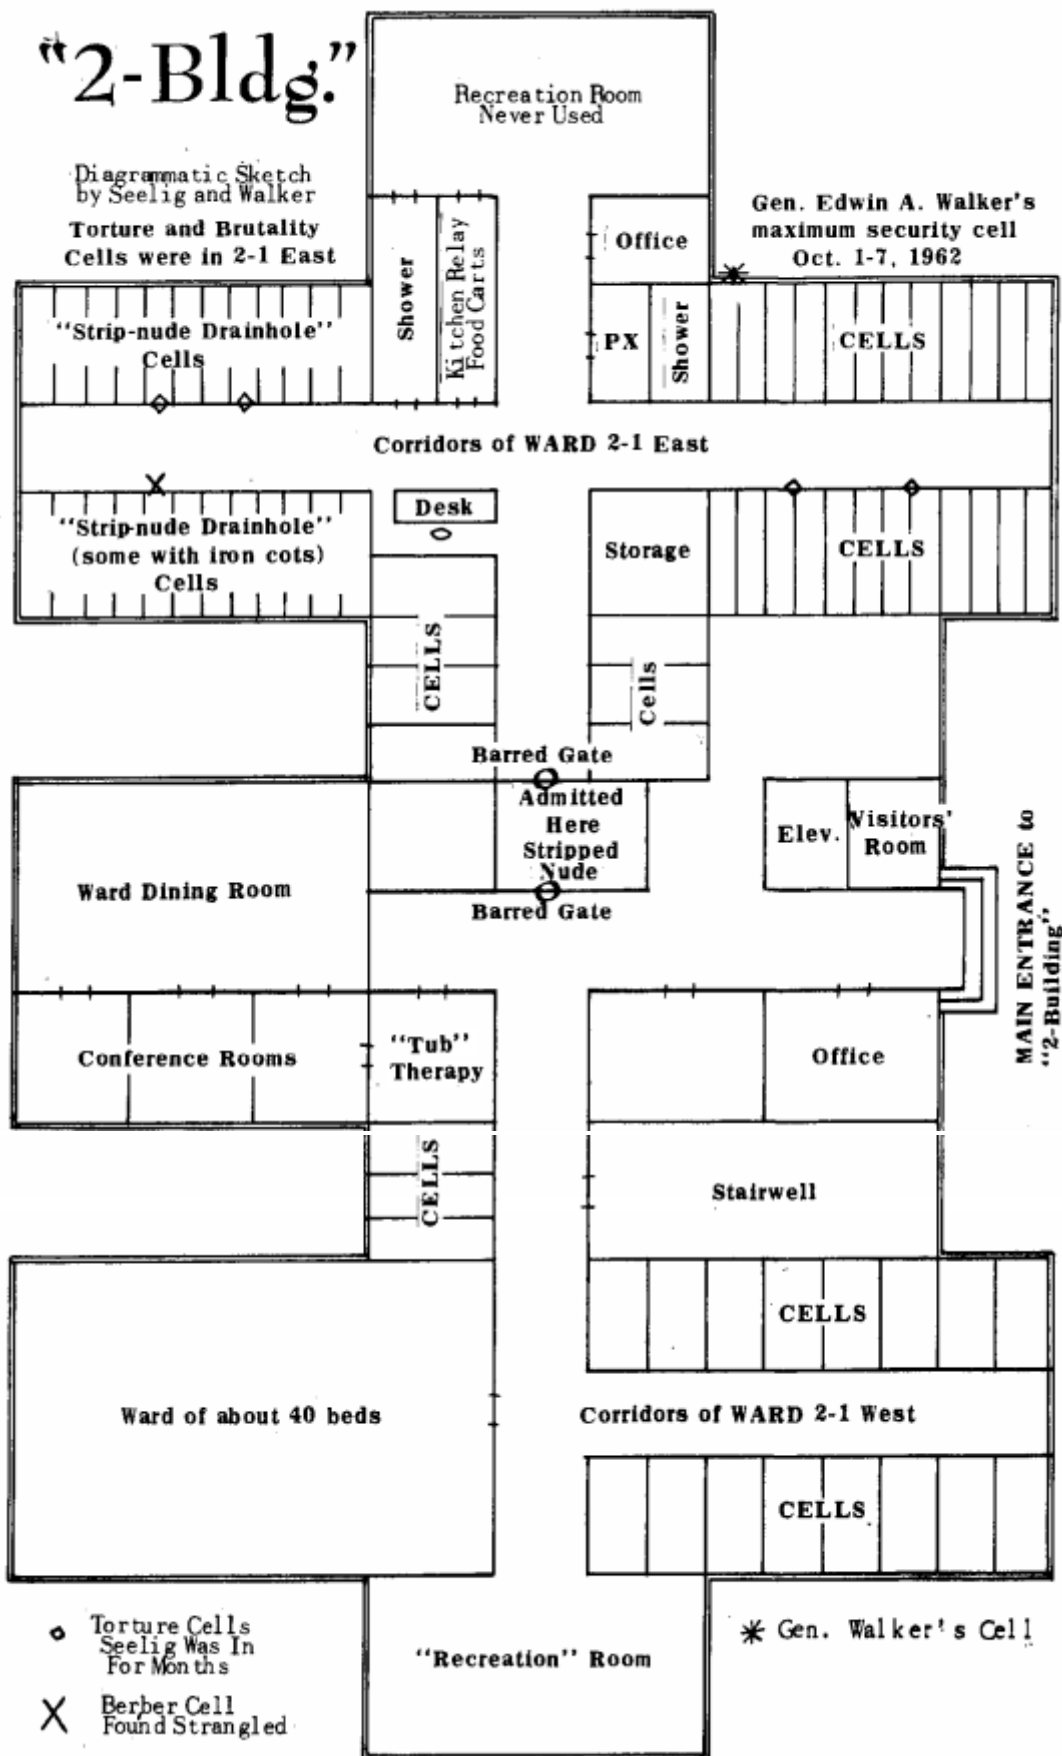 "2-Bldg."
Diagrammatic Sketch
by Seelig and Walker
Torture and Brutality
Cells were in 2-1 East
Recreation Room
Never Used
Gen. Edwin A. Walker's
maximum security cell
Oct. 1-7, 1962
"Strip-nude Drainhole"
Cells
Shower
Kitchen Relay
Food Carts
Office
PX
Shower
CELLS
Corridors of WARD 2-1 East
"Strip-nude Drainhole"
(some with iron cots)
Cells
Desk
Storage
CELLS
CELLS
Cells
Barred Gate
Admitted
Here
Stripped
Nude
Barred Gate
Elev.
Visitors'
Room
MAIN ENTRANCE to
"2-Building"
Ward Dining Room
Conference Rooms
"Tub"
Therapy
Office
CELLS
Stairwell
CELLS
Ward of about 40 beds
Corridors of WARD 2-1 West
CELLS
Torture Cells
Seelig Was In
For Months
Berber Cell
Found Strangled
"Recreation" Room
Gen. Walker's Cell